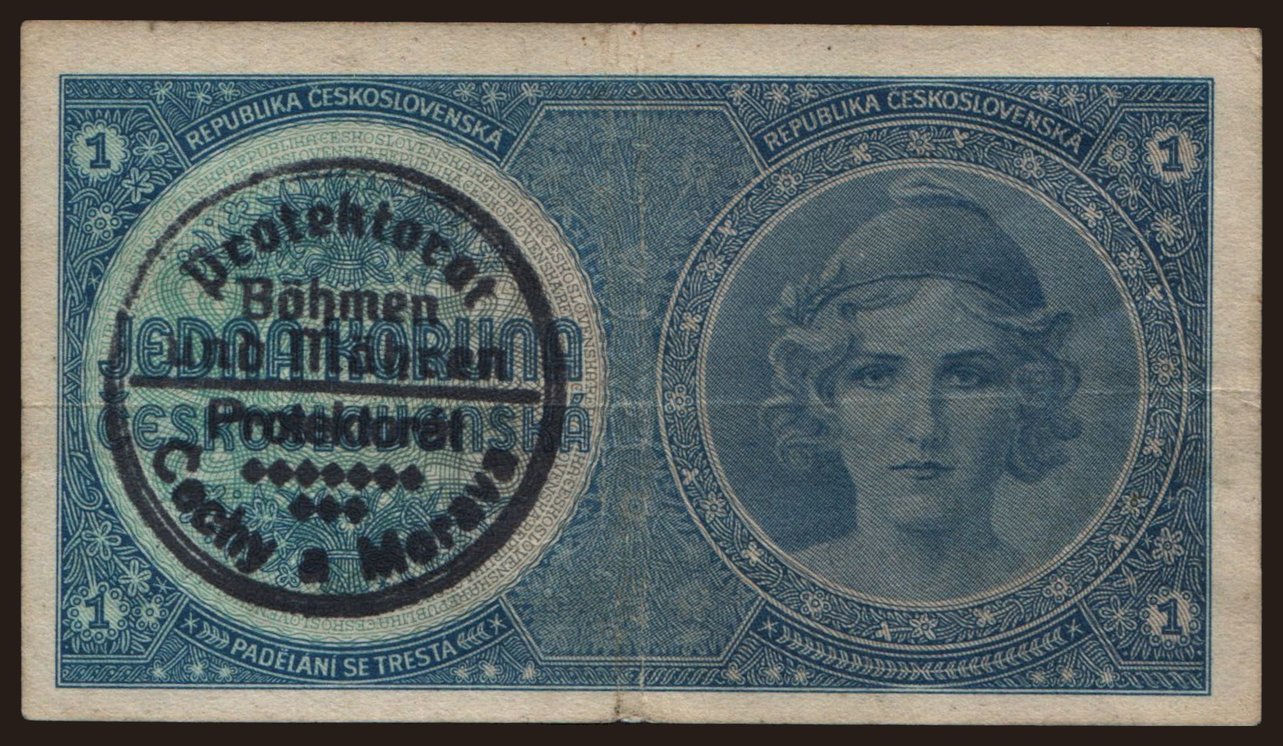 REPUBLIKA ČESKOSLOVENSKÁ
REPUBLIKA ČESKOSLOVENSKÁ
1
1
Protektorat
Böhmen
und Mähren
JEDNA KORUNA
Protektorát
ČESKOSLOVENSKÁ
Čechy a Morava
1
1
PADĚLÁNÍ SE TRESTÁ